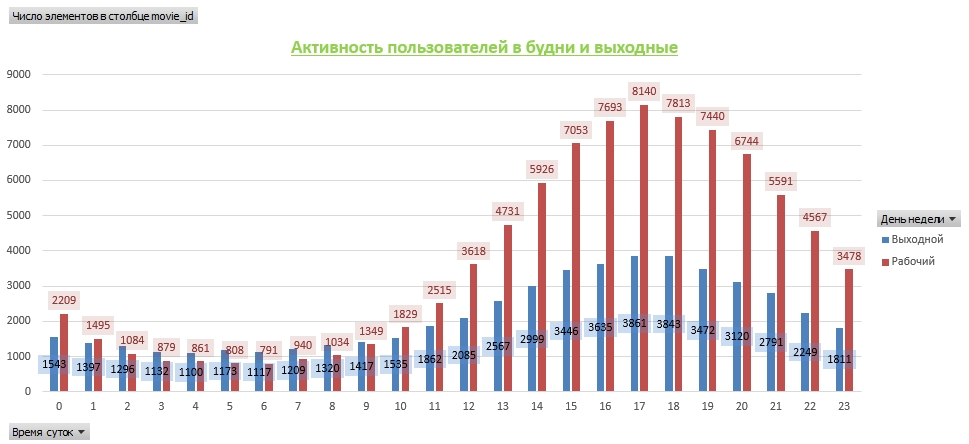 Число элементов в столбце movie_id
Активность пользователей в будни и выходные
9000
8000
7000
6000
5000
4000
3000
2000
1000
0
2209 1495 1084 879 861 808 791 940 1034 1349 1829 2515 3618 4731 5926 7053 7693 8140 7813 7440 6744 5591 4567 3478
1543 1397 1296 1132 1100 1173 1117 1209 1320 1417 1535 1862 2085 2567 2999 3446 3635 3861 3843 3472 3120 2791 2249 1811
0 1 2 3 4 5 6 7 8 9 10 11 12 13 14 15 16 17 18 19 20 21 22 23
День недели
Выходной
Рабочий
Время суток